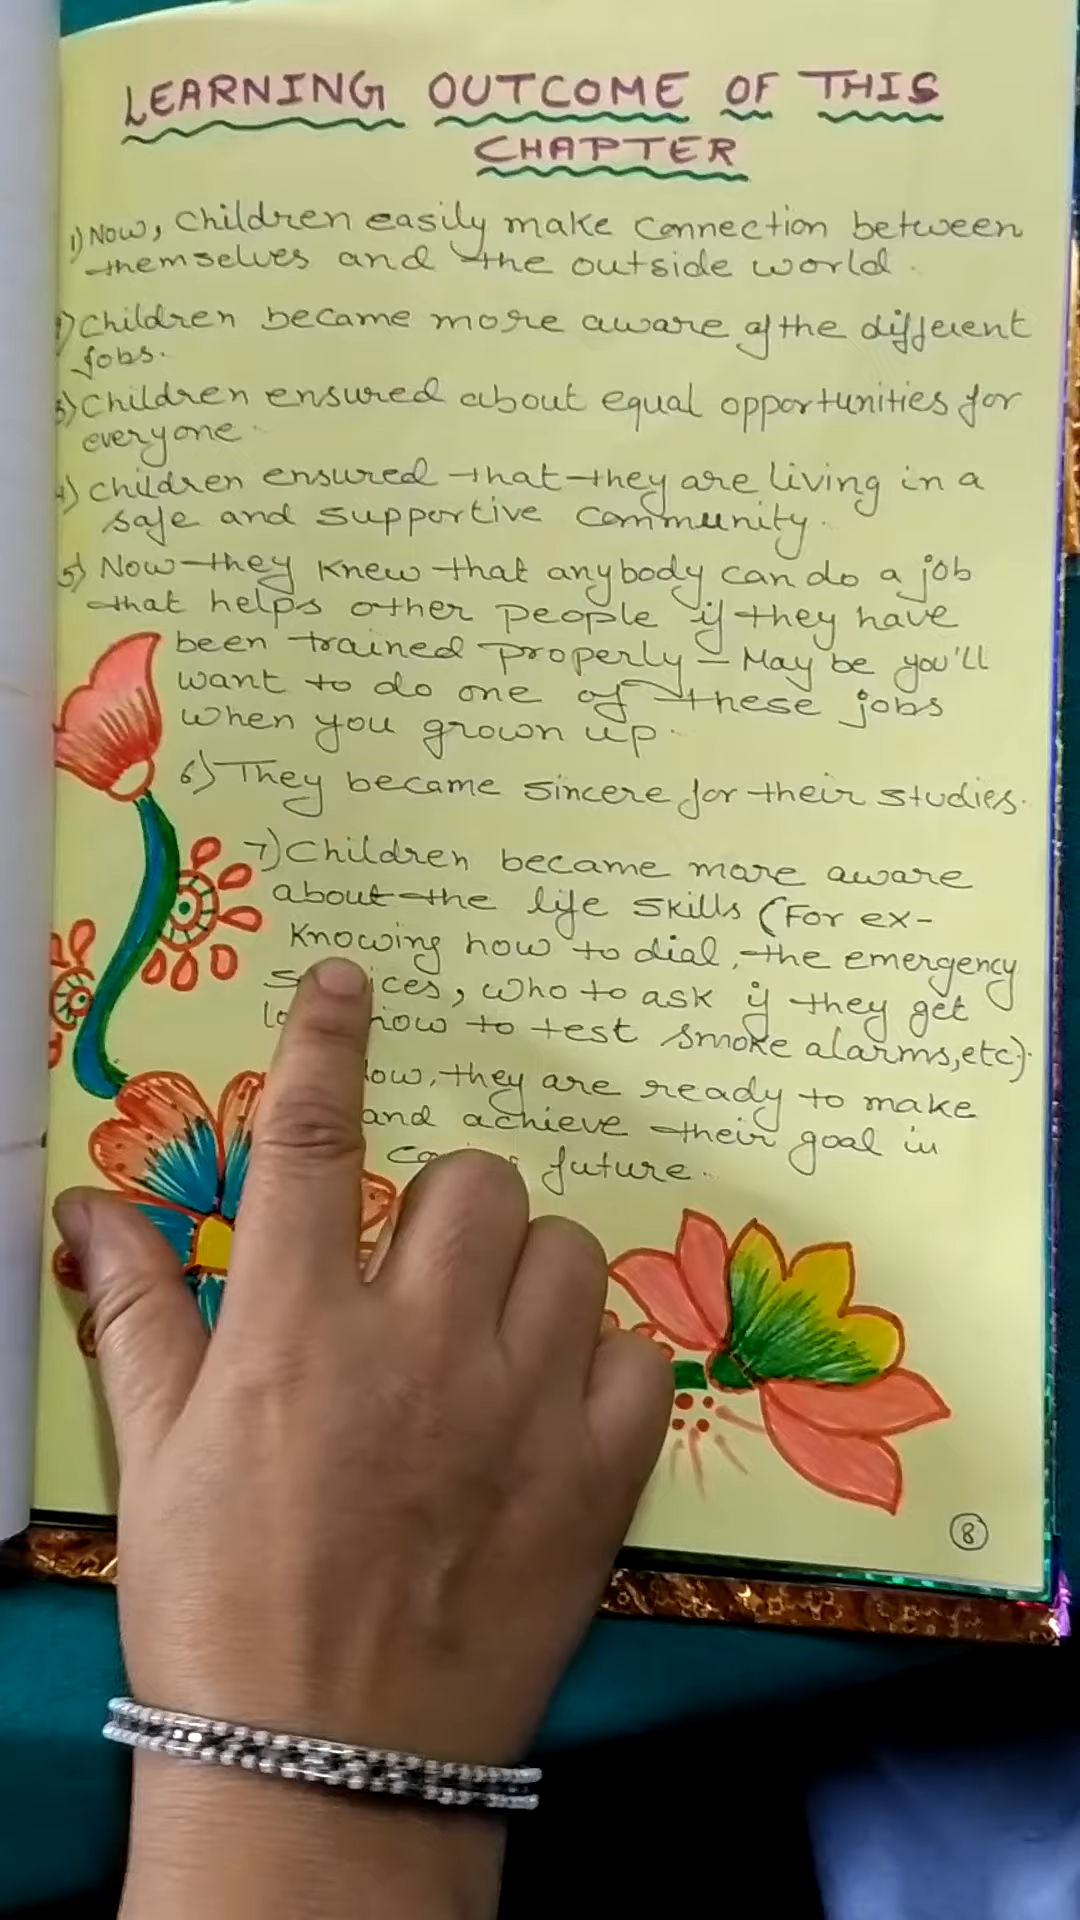 LEARNING OUTCOME OF THIS
CHAPTER
1) Now, Children easily make connection between
themselves and the outside world.
2) Children became more aware of the different
jobs.
3) Children ensured about equal opportunities for
everyone.
4) Children ensured that they are living in a
safe and supportive community.
5) Now they knew that anybody can do a job
that helps other people if they have
been trained properly - May be you'll
want to do one of these jobs
when you grown up.
6) They became sincere for their studies.
7) Children became more aware
about the life skills (For ex-
Knowing how to dial, the emergency
ices, who to ask if they get
how to test smoke alarms, etc).
ow, they are ready to make
and achieve their goal in
future.
8